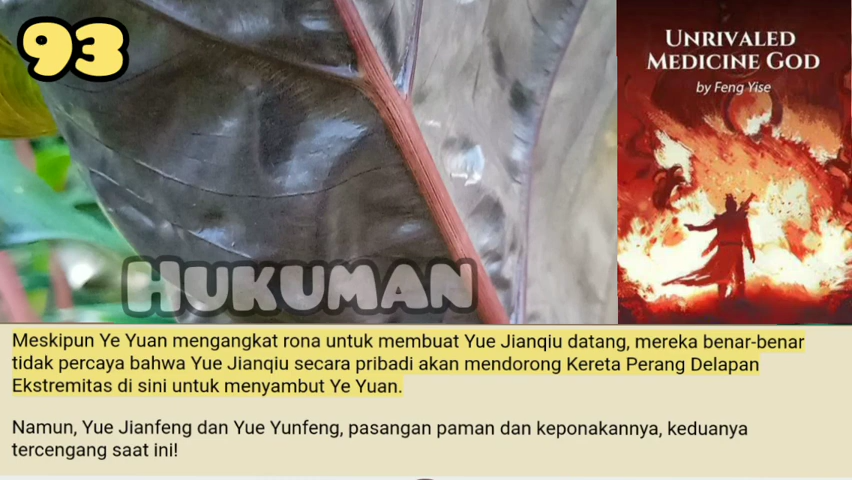 93
UNRIVALED
MEDICINE GOD
by Feng Yise
HUKUMAN
Meskipun Ye Yuan mengangkat rona untuk membuat Yue Jianqiu datang, mereka benar-benar
tidak percaya bahwa Yue Jianqiu secara pribadi akan mendorong Kereta Perang Delapan
Ekstremitas di sini untuk menyambut Ye Yuan.
Namun, Yue Jianfeng dan Yue Yunfeng, pasangan paman dan keponakannya, keduanya
tercengang saat ini!